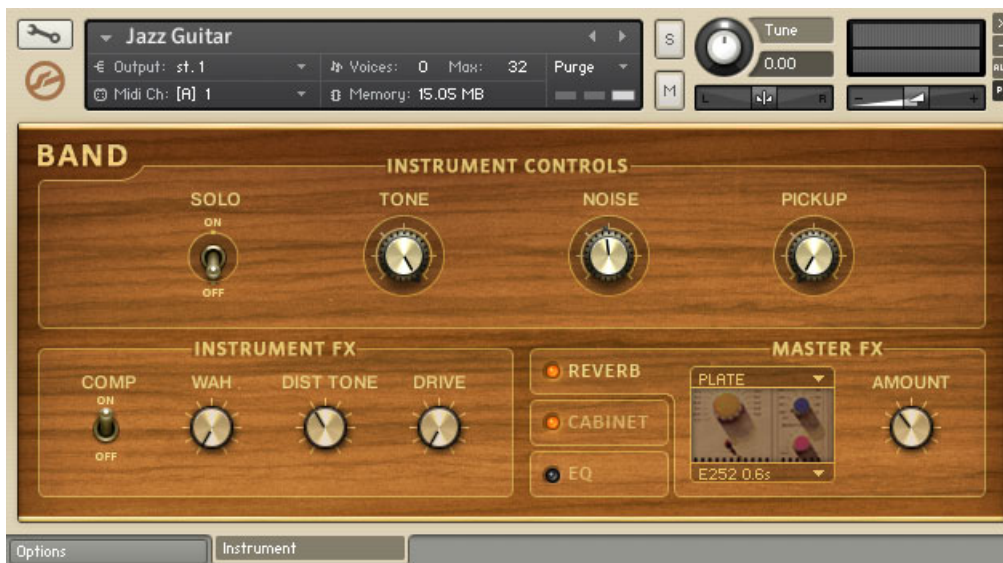 Jazz Guitar
Output: st. 1
Voices: 0 Max: 32
Purge
Midi Ch: [A] 1
Memory: 15.05 MB
S
M
Tune
0.00
L
R
-
+
BAND
INSTRUMENT CONTROLS
SOLO
TONE
NOISE
PICKUP
ON
OFF
INSTRUMENT FX
COMP
WAH
DIST TONE
DRIVE
ON
OFF
MASTER FX
REVERB
CABINET
EQ
PLATE
E252 0.6s
AMOUNT
Options
Instrument